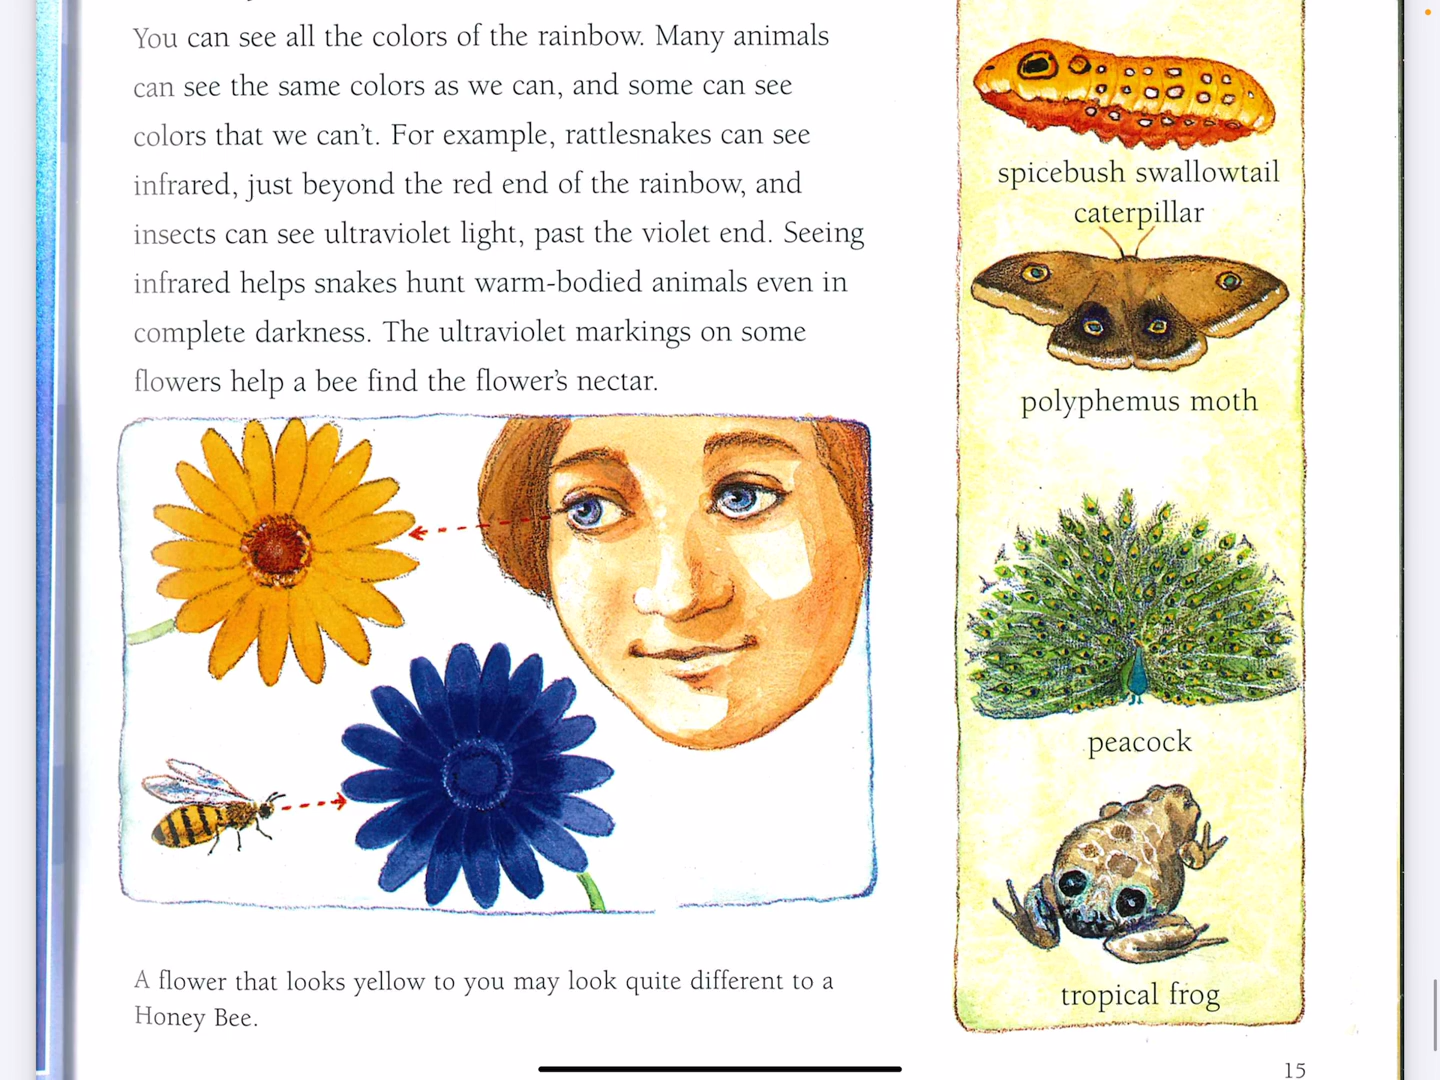 You can see all the colors of the rainbow. Many animals
can see the same colors as we can, and some can see
colors that we can't. For example, rattlesnakes can see
infrared, just beyond the red end of the rainbow, and
insects can see ultraviolet light, past the violet end. Seeing
infrared helps snakes hunt warm-bodied animals even in
complete darkness. The ultraviolet markings on some
flowers help a bee find the flower's nectar.
A flower that looks yellow to you may look quite different to a
Honey Bee.
spicebush swallowtail
caterpillar
polyphemus moth
peacock
tropical frog
15